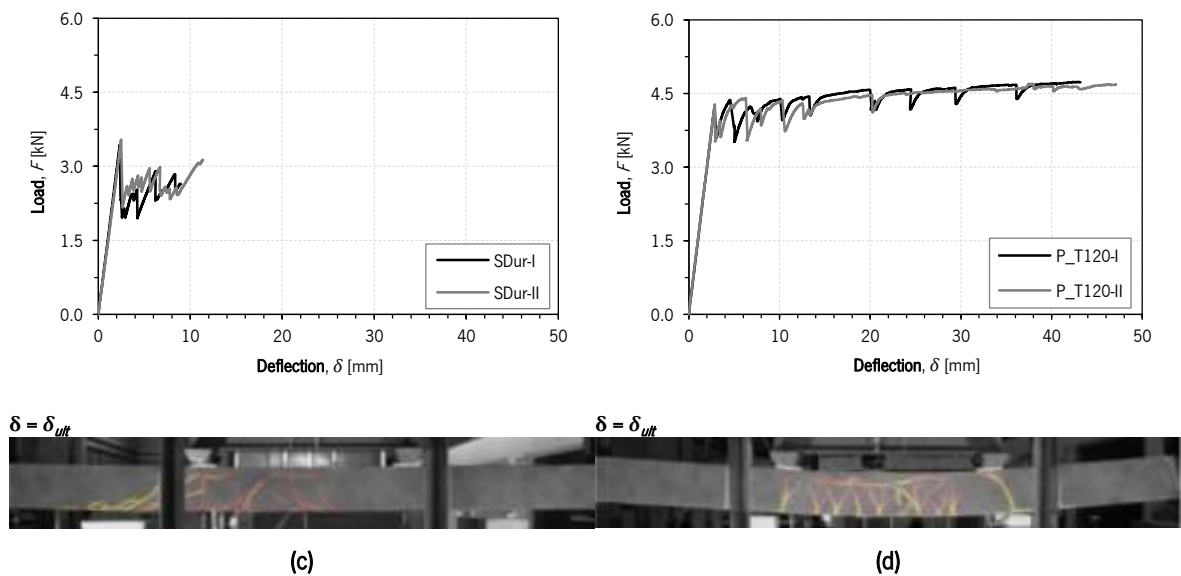 6.0
4.5
3.0
1.5
0.0
Load, F [kN]
0 10 20 30 40 50
Deflection, δ [mm]
SDur-I
SDur-II
6.0
4.5
3.0
1.5
0.0
Load, F [kN]
0 10 20 30 40 50
Deflection, δ [mm]
P_T120-I
P_T120-II
δ = δult
δ = δult
(c)
(d)